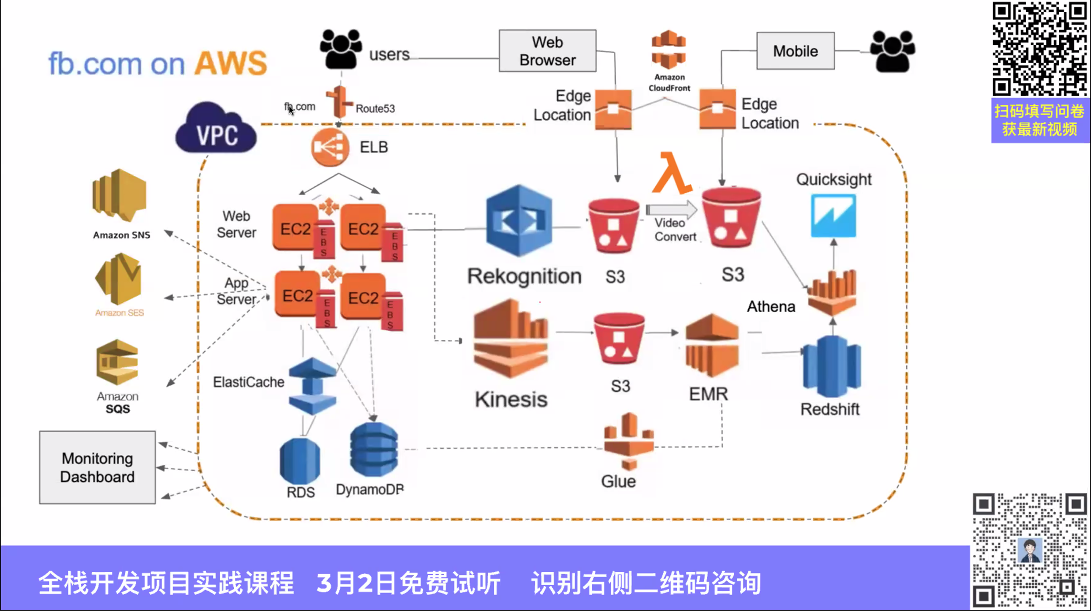 fb.com on AWS
users
Web
Browser
Amazon
CloudFront
Mobile
扫码填写问卷
获最新视频
fb.com
Route53
Edge
Location
Edge
Location
VPC
ELB
Amazon SNS
Web
Server
EC2
EBS
EC2
EBS
Rekognition
S3
λ
Video
Convert
S3
Quicksight
Amazon SES
App
Server
EC2
EBS
EC2
EBS
Kinesis
S3
EMR
Athena
Redshift
Amazon
SQS
ElastiCache
Monitoring
Dashboard
RDS
DynamoDB
Glue
全栈开发项目实践课程 3月2日免费试听 识别右侧二维码咨询